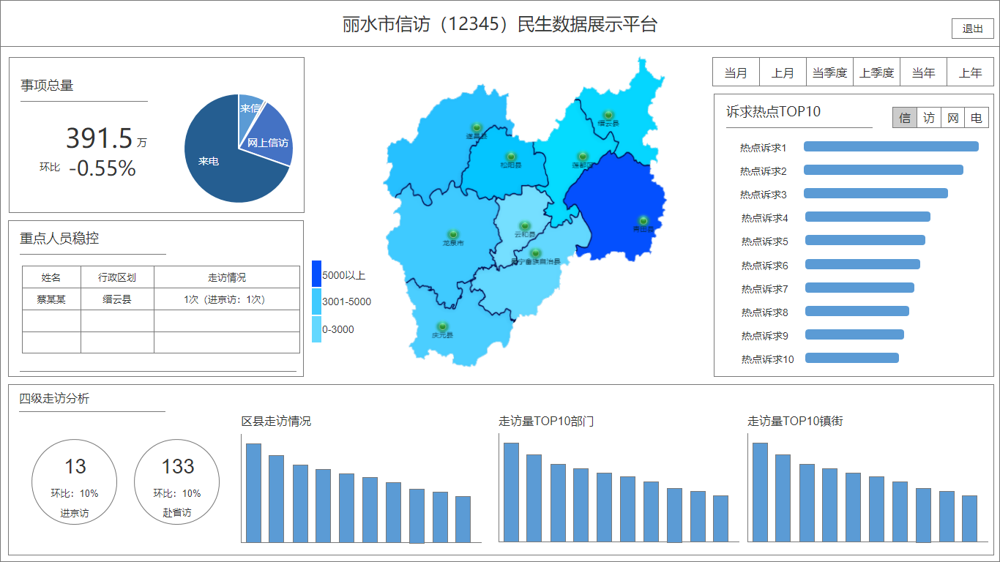 丽水市信访（12345）民生数据展示平台
退出
事项总量
391.5 万
环比 -0.55%
来信
网上信访
来电
重点人员稳控
姓名 行政区划 走访情况
蔡某某 缙云县 1次（进京访：1次）
遂昌县
松阳县
缙云县
莲都区
龙泉市
云和县
景宁畲族自治县
青田县
庆元县
5000以上
3001-5000
0-3000
当月 上月 当季度 上季度 当年 上年
诉求热点TOP10
信 访 网 电
热点诉求1
热点诉求2
热点诉求3
热点诉求4
热点诉求5
热点诉求6
热点诉求7
热点诉求8
热点诉求9
热点诉求10
四级走访分析
13
环比：10%
进京访
133
环比：10%
赴省访
区县走访情况
走访量TOP10部门
走访量TOP10镇街